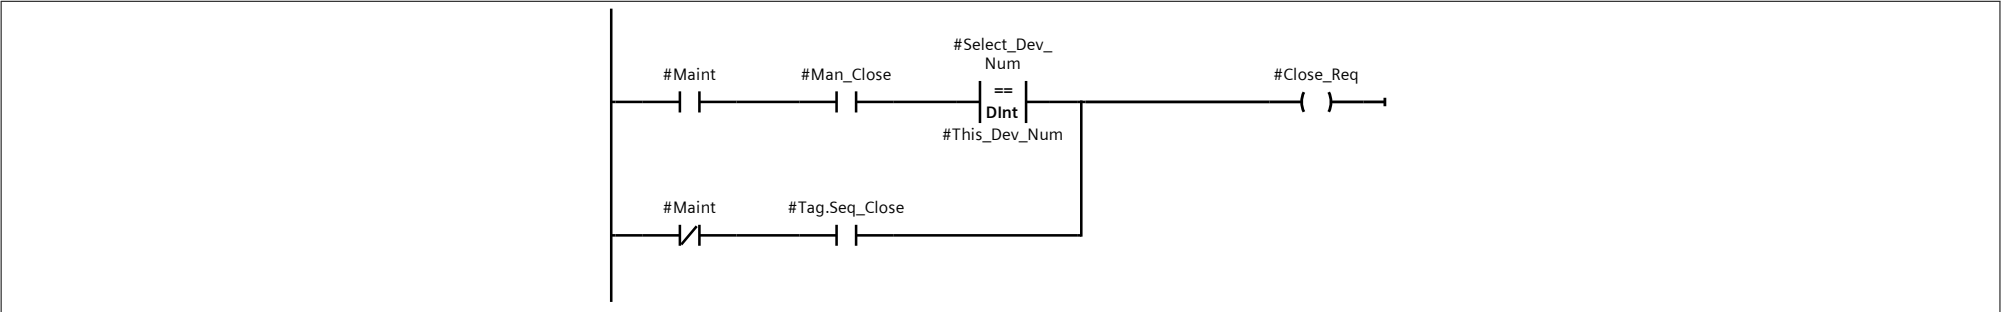 #Select_Dev_
Num
#Maint
#Man_Close
#Close_Req
==
DInt
#This_Dev_Num
#Maint
#Tag.Seq_Close